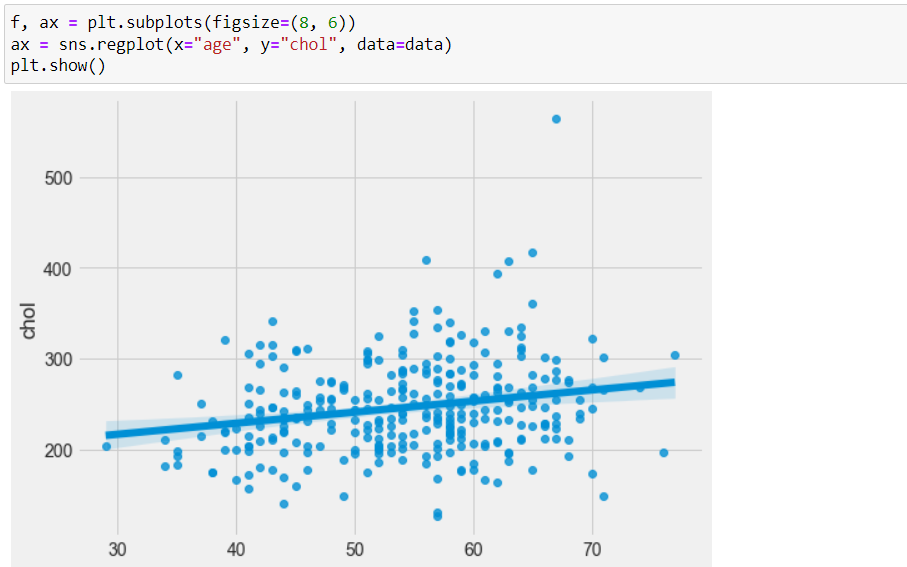 f, ax = plt.subplots(figsize=(8, 6))
ax = sns.regplot(x="age", y="chol", data=data)
plt.show()
500
400
chol
300
200
30 40 50 60 70